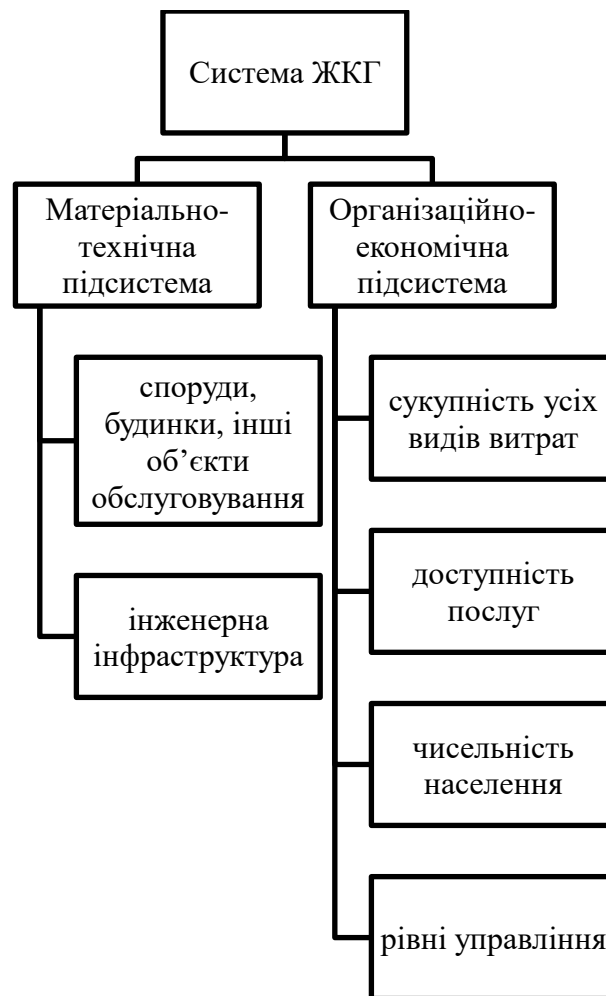 Система ЖКГ
Матеріально-
технічна
підсистема
Організаційно-
економічна
підсистема
споруди,
будинки, інші
об’єкти
обслуговування
інженерна
інфраструктура
сукупність усіх
видів витрат
доступність
послуг
чисельність
населення
рівні управління